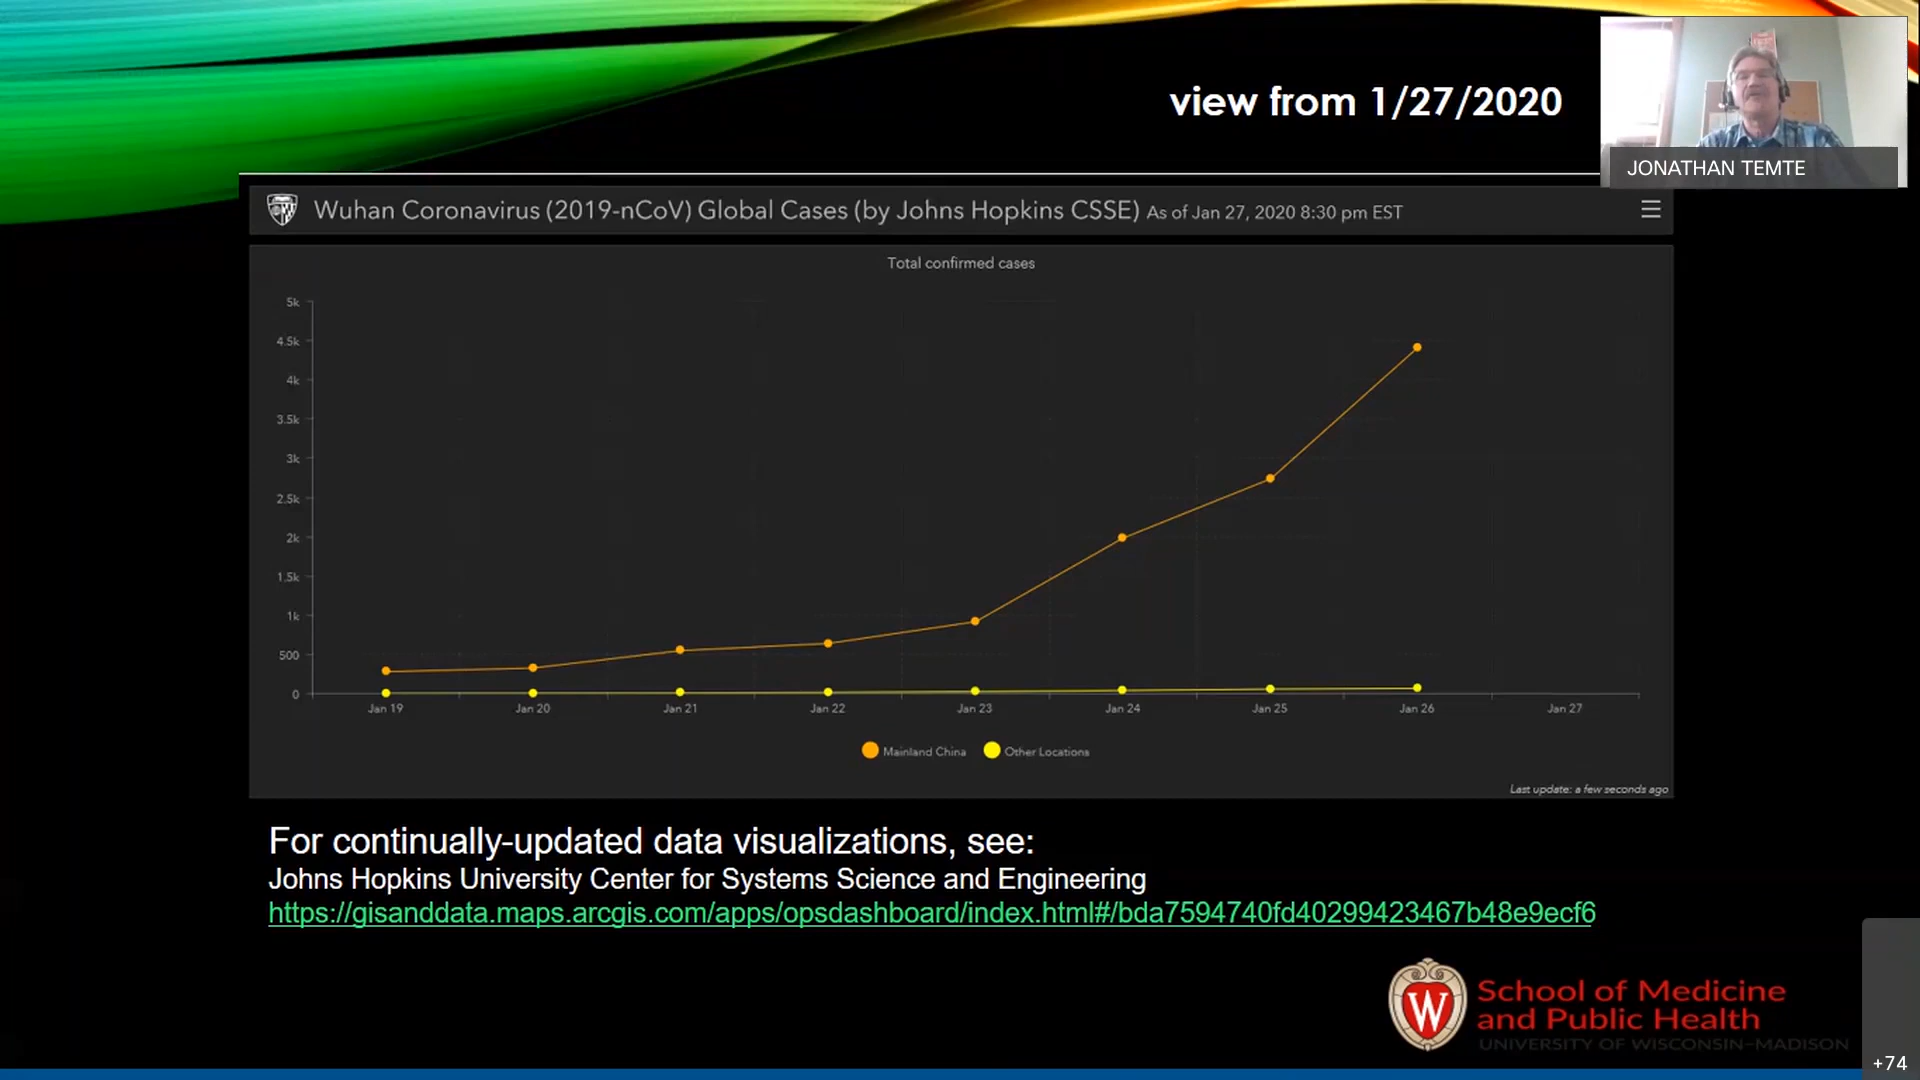 view from 1/27/2020
JONATHAN TEMTE
Wuhan Coronavirus (2019-nCoV) Global Cases (by Johns Hopkins CSSE) As of Jan 27, 2020 8:30 pm EST
Total confirmed cases
5k
4.5k
4k
3.5k
3k
2.5k
2k
1.5k
1k
500
0
Jan 19 Jan 20 Jan 21 Jan 22 Jan 23 Jan 24 Jan 25 Jan 26 Jan 27
Mainland China Other Locations
Last update: a few seconds ago
For continually-updated data visualizations, see:
Johns Hopkins University Center for Systems Science and Engineering
https://gisanddata.maps.arcgis.com/apps/opsdashboard/index.html#/bda7594740fd40299423467b48e9ecf6
W
School of Medicine
and Public Health
UNIVERSITY OF WISCONSIN–MADISON
+74